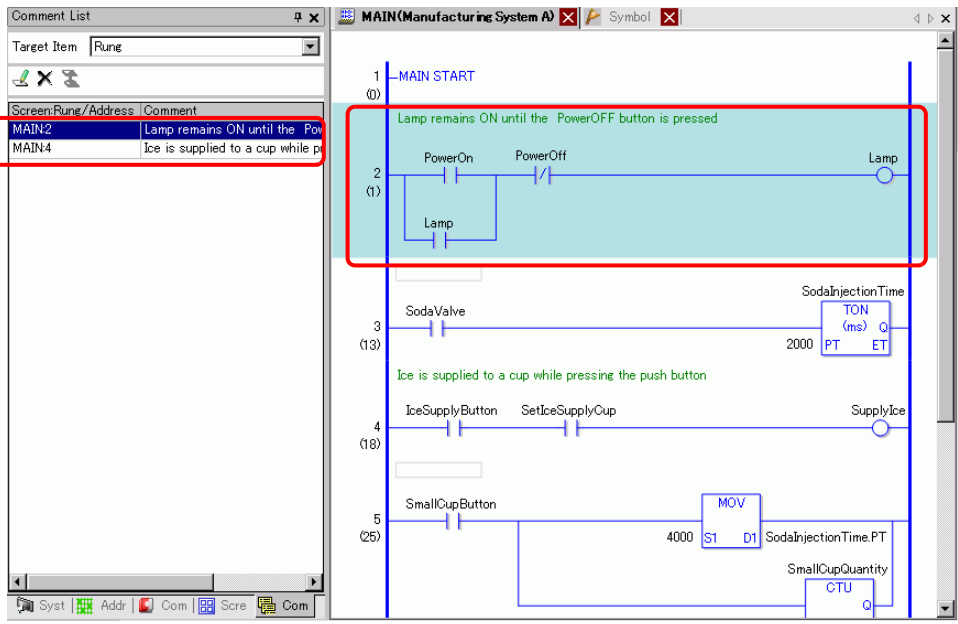 Comment List
Target Item Rung
Screen:Rung/Address Comment
MAIN:2 Lamp remains ON until the Pow
MAIN:4 Ice is supplied to a cup while pr
Syst Addr Com Scre Com
MAIN(Manufacturing System A) Symbol
1 MAIN START
(0)
Lamp remains ON until the PowerOFF button is pressed
PowerOn PowerOff Lamp
2
(1)
Lamp
SodaInjectionTime
SodaValve TON
3 (ms) Q
(13) 2000 PT ET
Ice is supplied to a cup while pressing the push button
IceSupplyButton SetIceSupplyCup SupplyIce
4
(18)
SmallCupButton MOV
5
(25) 4000 S1 D1 SodaInjectionTime.PT
SmallCupQuantity
CTU
Q